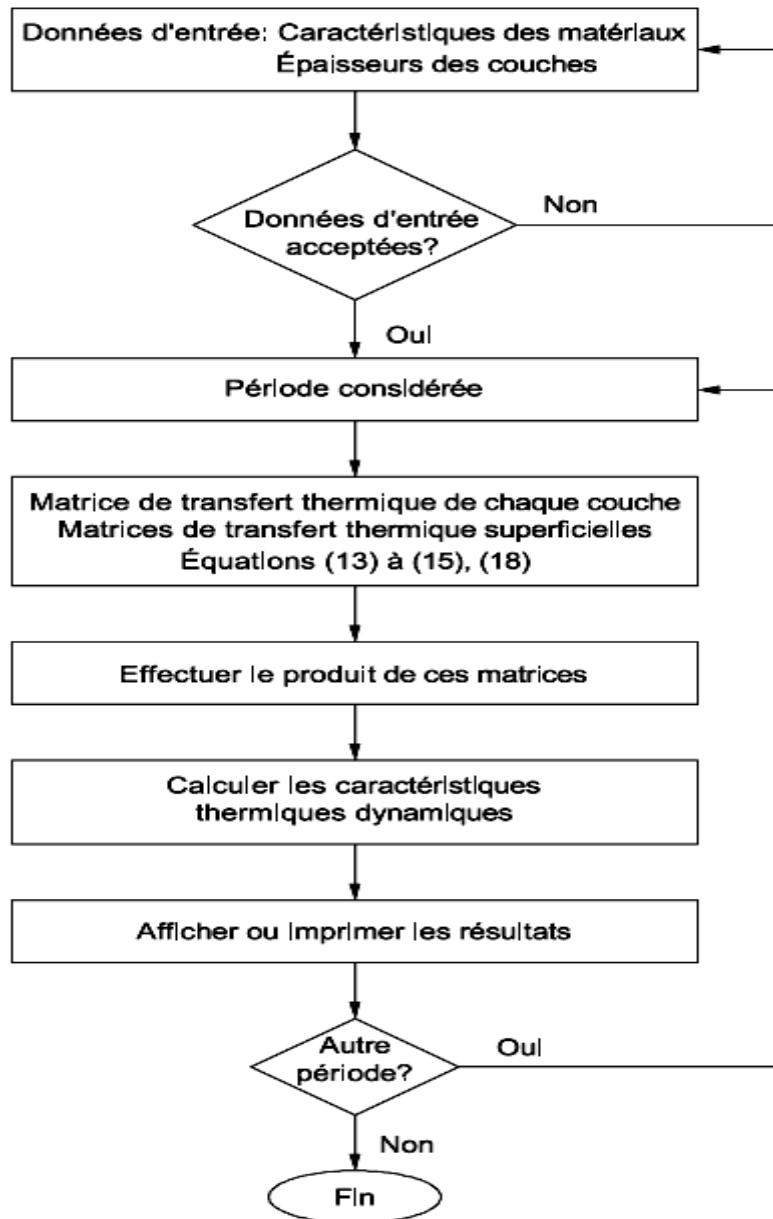 Données d'entrée: Caractéristiques des matériaux
Épaisseurs des couches
Données d'entrée
acceptées?
Non
Oui
Période considérée
Matrice de transfert thermique de chaque couche
Matrices de transfert thermique superficielles
Équations (13) à (15), (18)
Effectuer le produit de ces matrices
Calculer les caractéristiques
thermiques dynamiques
Afficher ou imprimer les résultats
Autre
période?
Oui
Non
Fin